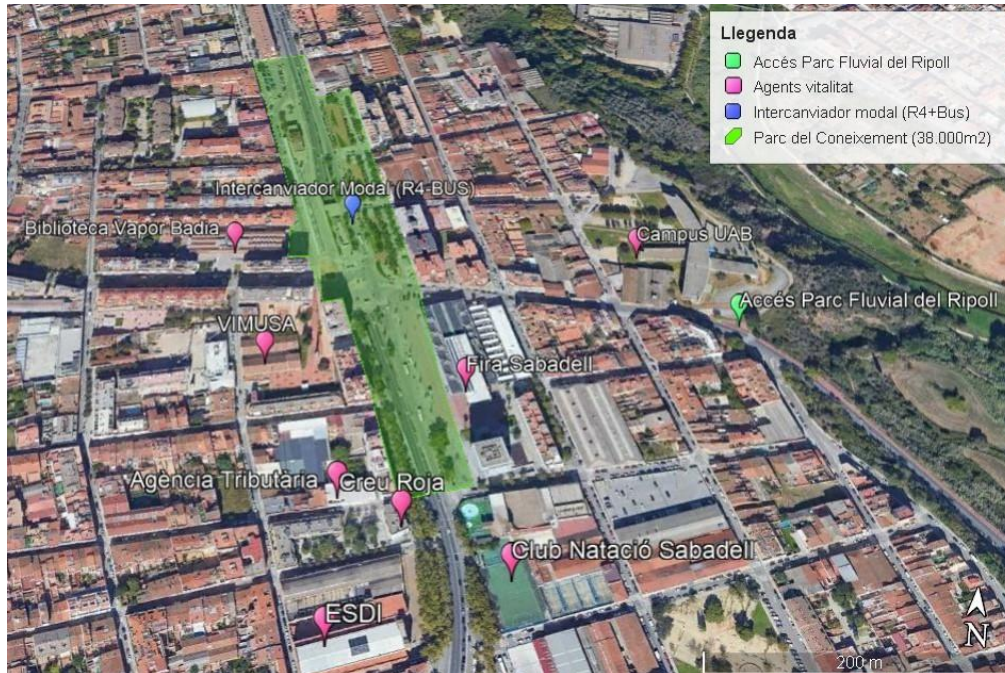 Llegenda
Accés Parc Fluvial del Ripoll
Agents vitalitat
Intercanviador modal (R4+Bus)
Parc del Coneixement (38.000m2)
Intercanviador Modal (R4-BUS)
Biblioteca Vapor Badia
Campus UAB
Accés Parc Fluvial del Ripoll
VIMUSA
Fira Sabadell
Agència Tributària
Creu Roja
Club Natació Sabadell
ESDI
N
200 m